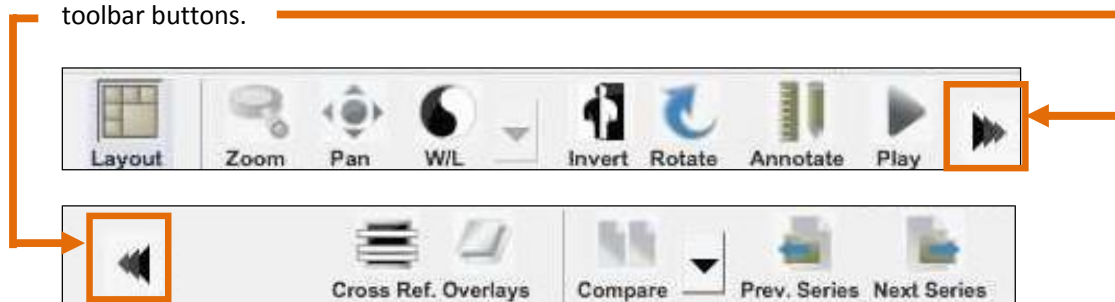 toolbar buttons.
Layout Zoom Pan W/L Invert Rotate Annotate Play
Cross Ref. Overlays Compare Prev. Series Next Series